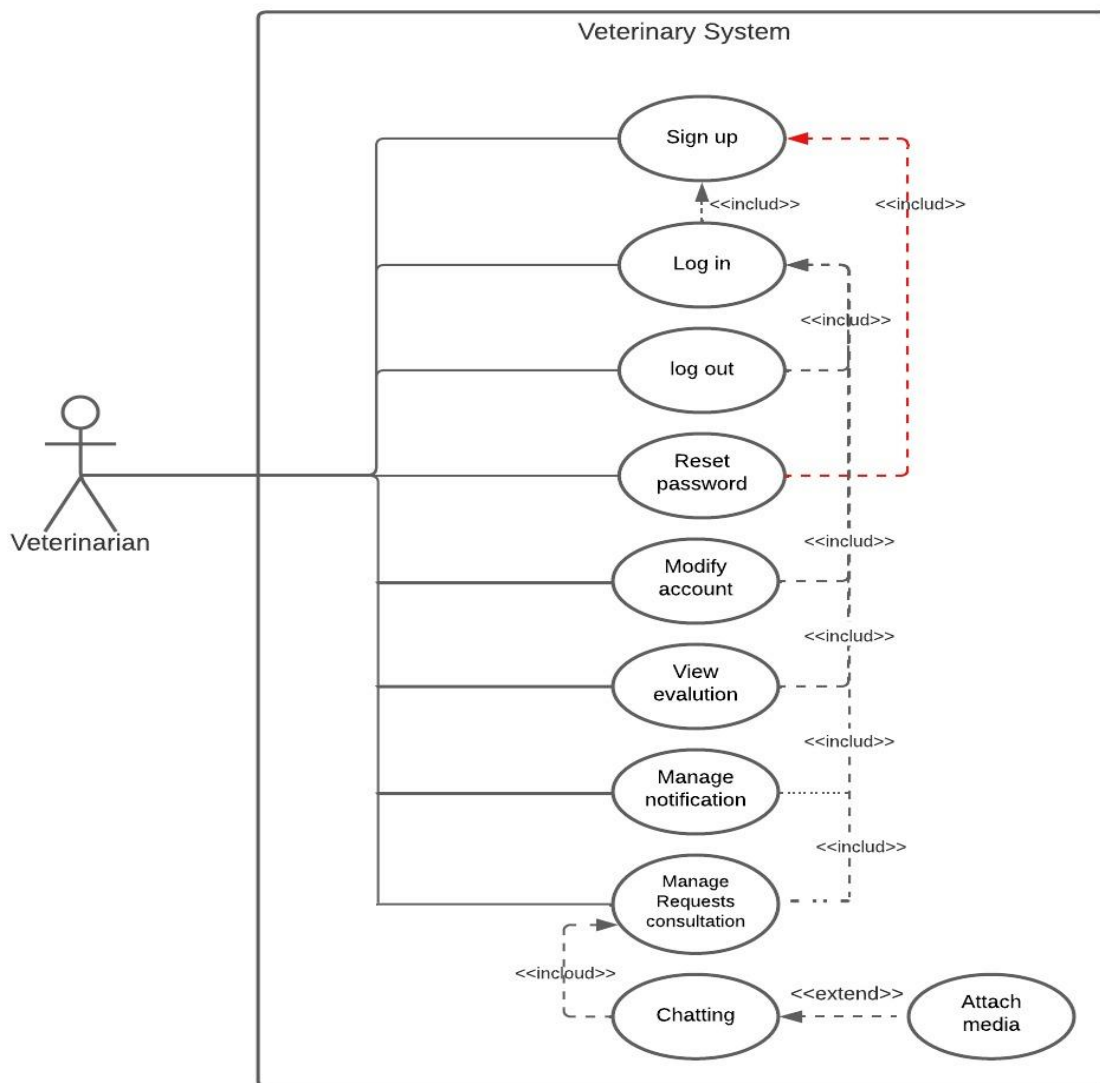 Veterinary System
Sign up
<<includ>>
<<includ>>
Log in
<<includ>>
log out
Reset
password
Veterinarian
<<includ>>
Modify
account
<<includ>>
View
evalution
<<includ>>
Manage
notification
<<includ>>
Manage
Requests
consultation
<<incloud>>
Chatting
<<extend>>
Attach
media